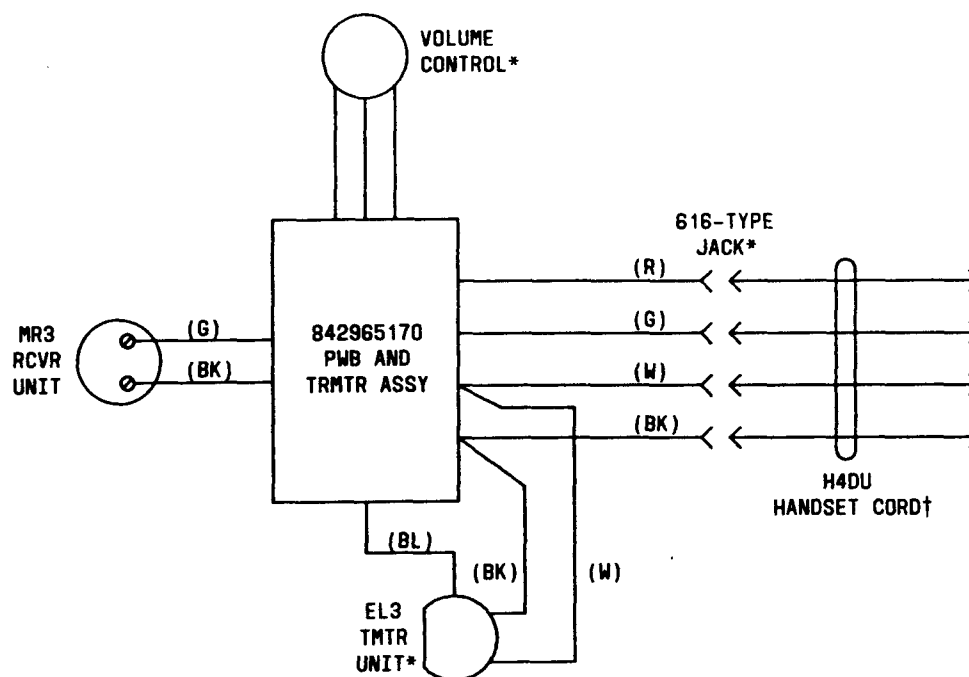 VOLUME
CONTROL*
616-TYPE
JACK*
(R)
(G)
(W)
(BK)
H4DU
HANDSET CORD†
MR3
RCVR
UNIT
(G)
(BK)
842965170
PWB AND
TRMTR ASSY
(BL)
(BK)
(W)
EL3
TMTR
UNIT*